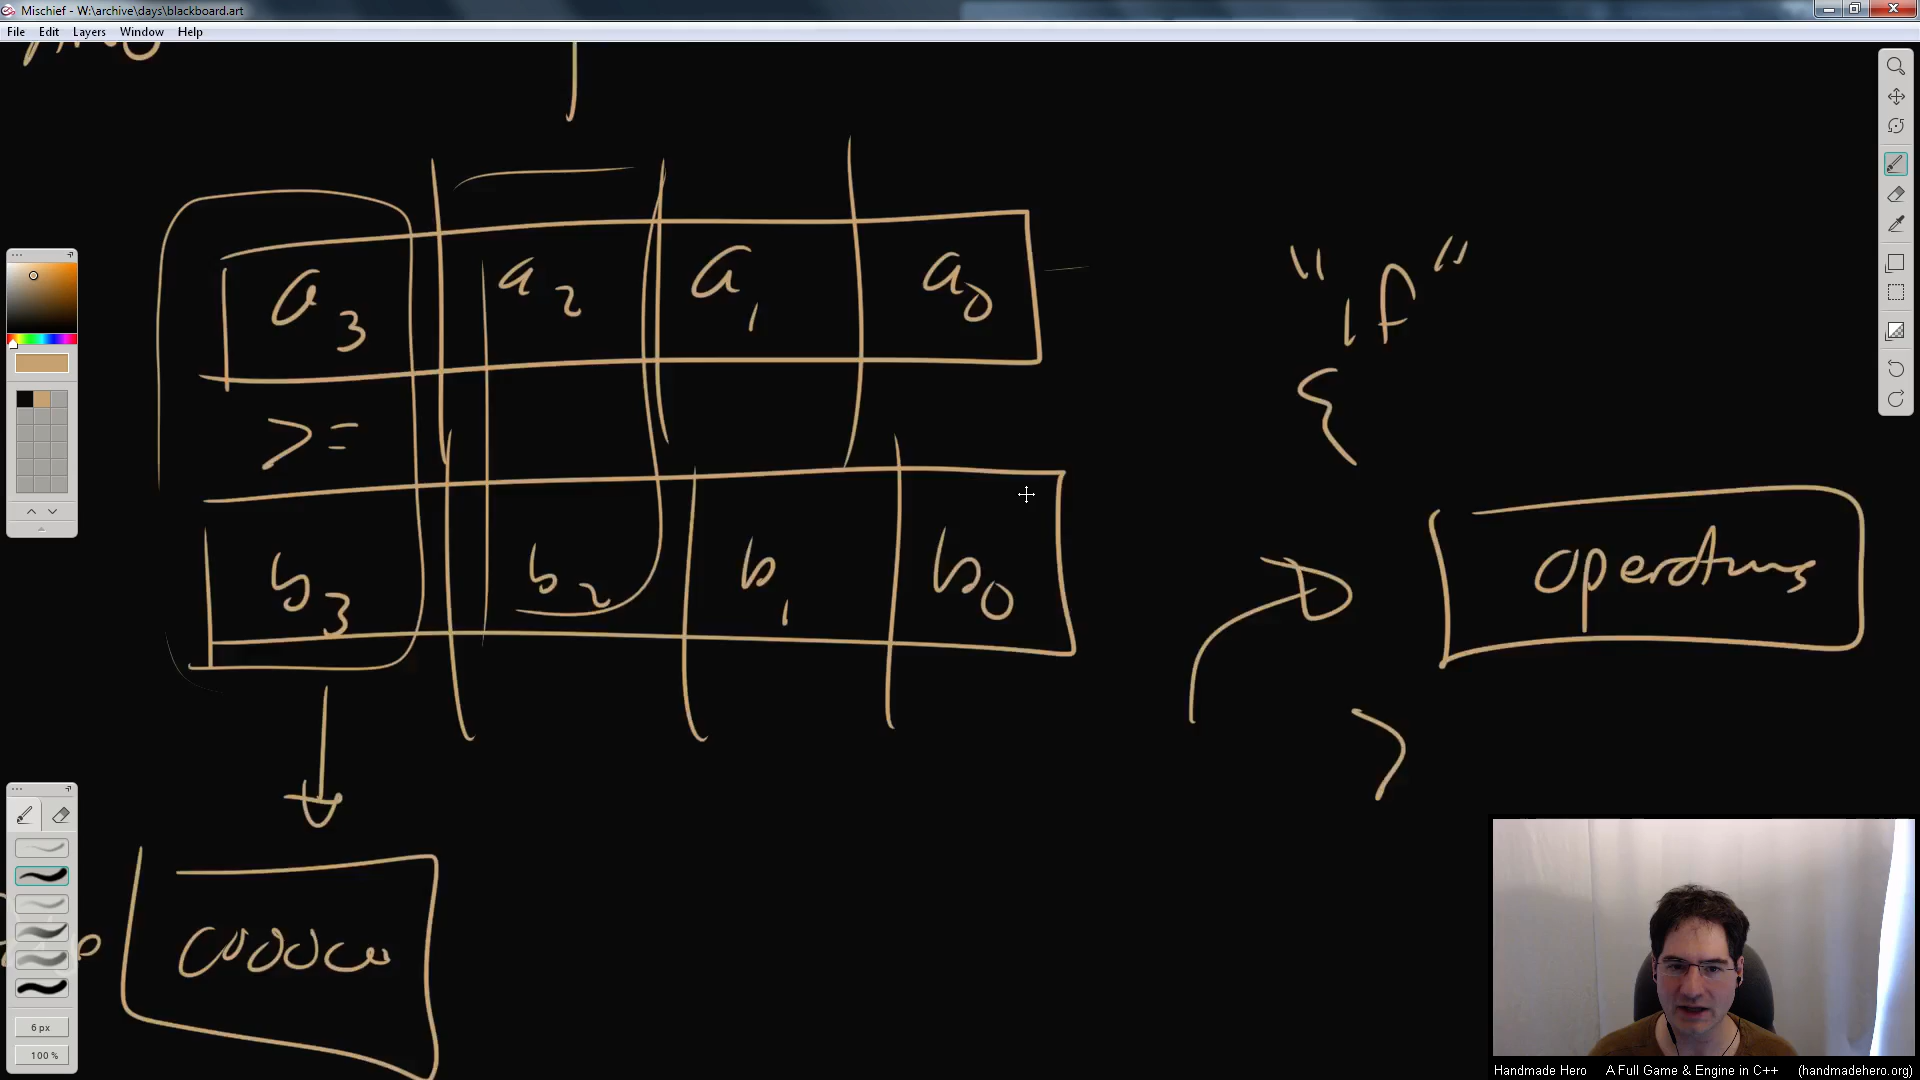 Mischief - W:\archive\days\blackboard.art
File Edit Layers Window Help
a3 a2 a1 a0
"if"
{
>=
b3 b2 b1 b0
operations
}
6 px
100 %
Handmade Hero A Full Game & Engine in C++ (handmadehero.org)